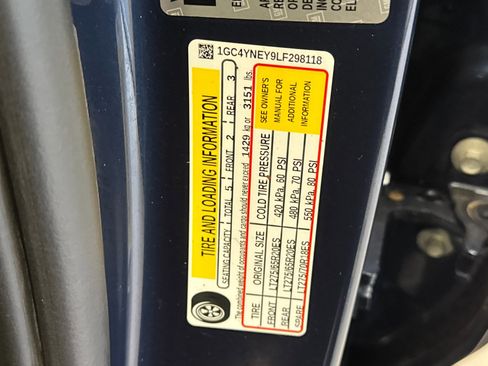 1GC4YNEY9LF298118
TIRE AND LOADING INFORMATION
SEATING CAPACITY TOTAL 5 FRONT 2 REAR 3
The combined weight of occupants and cargo should never exceed 1429 kg or 3151 lbs.
TIRE ORIGINAL SIZE COLD TIRE PRESSURE
FRONT LT275/65R20ES 420 kPa, 60 PSI
REAR LT275/65R20ES 480 kPa, 70 PSI
SPARE LT275/70R18ES 550 kPa, 80 PSI
SEE OWNER'S
MANUAL FOR
ADDITIONAL
INFORMATION